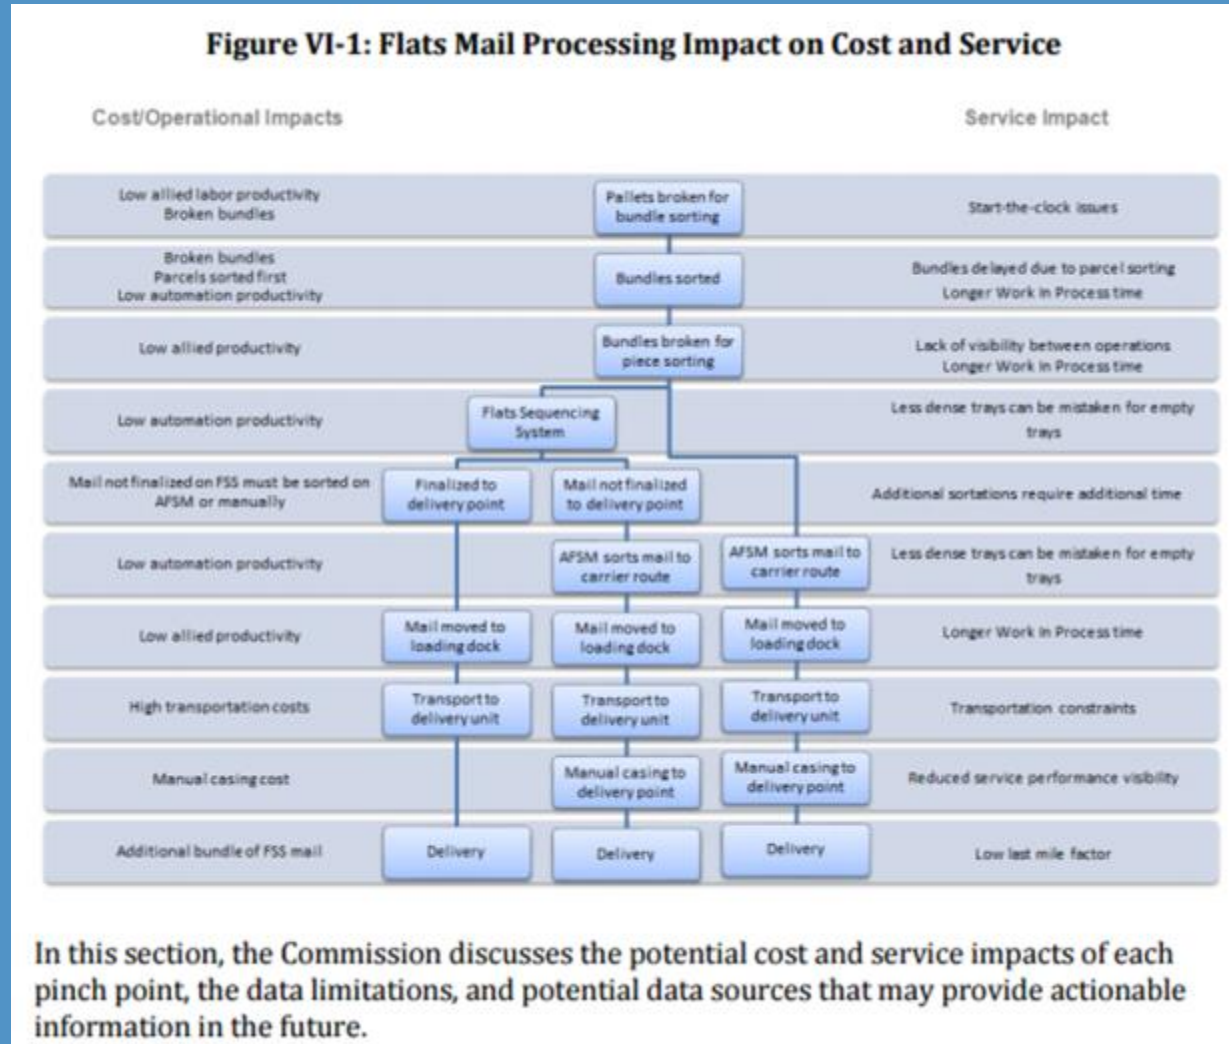 Figure VI-1: Flats Mail Processing Impact on Cost and Service
Cost/Operational Impacts
Service Impact
Low allied labor productivity
Broken bundles
Pallets broken for
bundle sorting
Start-the-clock issues
Broken bundles
Parcels sorted first
Low automation productivity
Bundles sorted
Bundles delayed due to parcel sorting
Longer Work In Process time
Low allied productivity
Bundles broken for
piece sorting
Lack of visibility between operations
Longer Work In Process time
Low automation productivity
Flats Sequencing
System
Less dense trays can be mistaken for empty
trays
Mail not finalized on FSS must be sorted on
AFSM or manually
Finalized to
delivery point
Mail not finalized
to delivery point
Additional sortations require additional time
Low automation productivity
AFSM sorts mail to
carrier route
AFSM sorts mail to
carrier route
Less dense trays can be mistaken for empty
trays
Low allied productivity
Mail moved to
loading dock
Mail moved to
loading dock
Mail moved to
loading dock
Longer Work In Process time
High transportation costs
Transport to
delivery unit
Transport to
delivery unit
Transport to
delivery unit
Transportation constraints
Manual casing cost
Manual casing to
delivery point
Manual casing to
delivery point
Reduced service performance visibility
Additional bundle of FSS mail
Delivery
Delivery
Delivery
Low last mile factor
In this section, the Commission discusses the potential cost and service impacts of each
pinch point, the data limitations, and potential data sources that may provide actionable
information in the future.